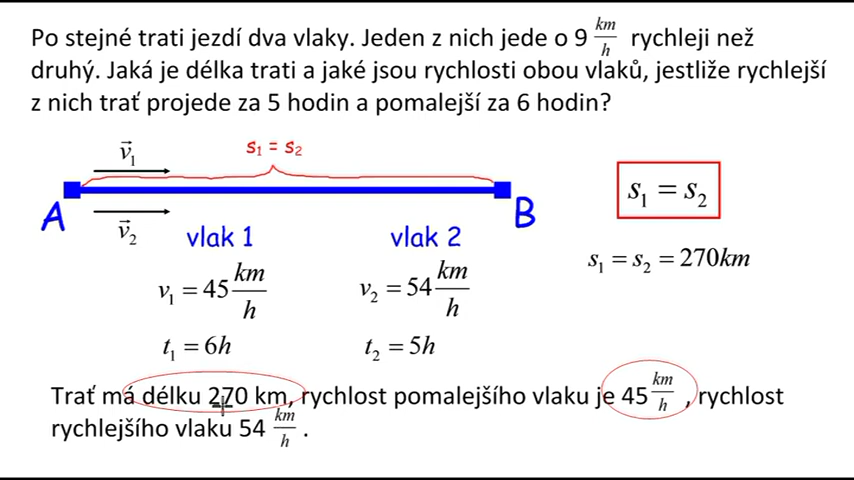 Po stejné trati jezdí dva vlaky. Jeden z nich jede o 9 km/h rychleji než
druhý. Jaká je délka trati a jaké jsou rychlosti obou vlaků, jestliže rychlejší
z nich trať projede za 5 hodin a pomalejší za 6 hodin?
v⃗₁
s₁ = s₂
s₁ = s₂
A
v⃗₂
B
vlak 1
vlak 2
s₁ = s₂ = 270km
v₁ = 45 km/h
v₂ = 54 km/h
t₁ = 6h
t₂ = 5h
Trať má délku 270 km, rychlost pomalejšího vlaku je 45 km/h , rychlost
rychlejšího vlaku 54 km/h .